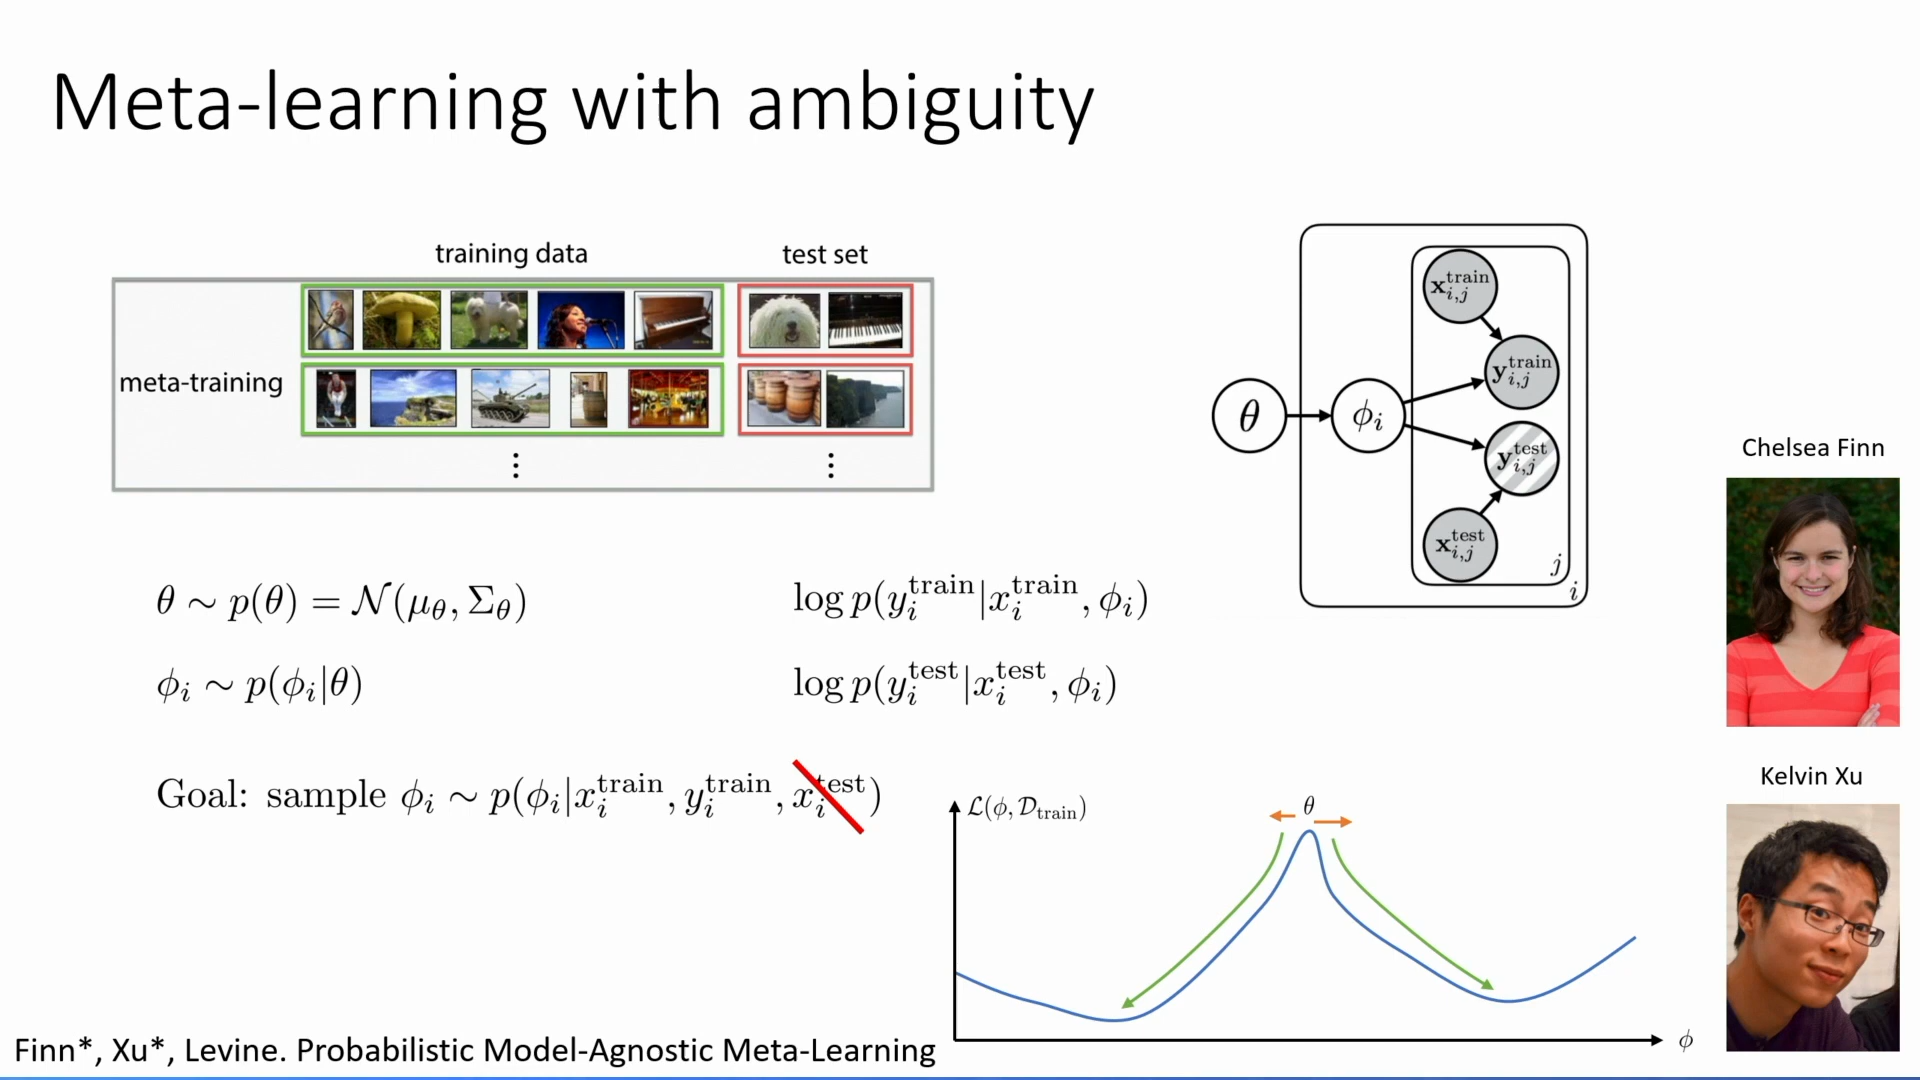 Meta-learning with ambiguity
training data test set
meta-training
⋮ ⋮
θ ∼ p(θ) = 𝒩(μ_θ, Σ_θ)
log p(y_i^train|x_i^train, ϕ_i)
ϕ_i ∼ p(ϕ_i|θ)
log p(y_i^test|x_i^test, ϕ_i)
Goal: sample ϕ_i ∼ p(ϕ_i|x_i^train, y_i^train, x_i^test)
θ
ϕ_i
x_{i,j}^train
y_{i,j}^train
y_{i,j}^test
x_{i,j}^test
j
i
Chelsea Finn
Kelvin Xu
ℒ(ϕ, 𝒟_train)
θ
ϕ
Finn*, Xu*, Levine. Probabilistic Model-Agnostic Meta-Learning